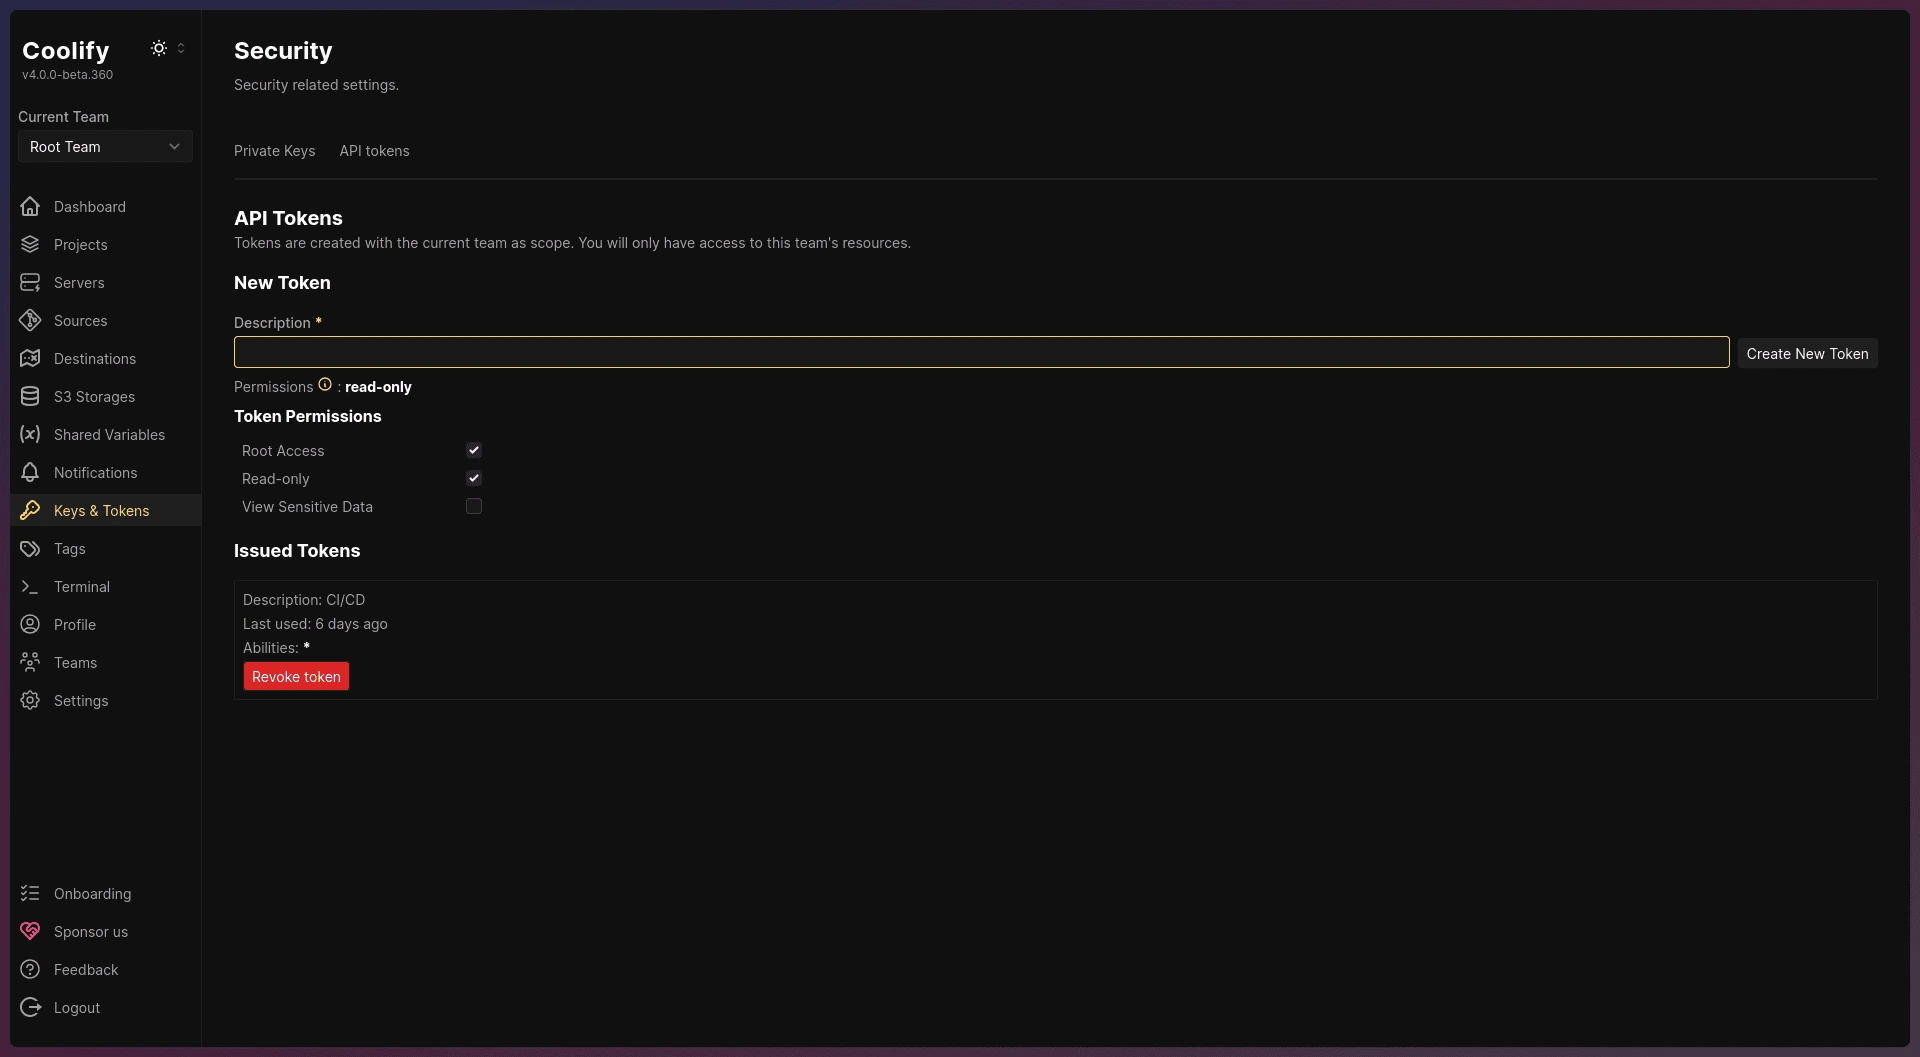 Coolify
v4.0.0-beta.360
Current Team
Root Team
Dashboard
Projects
Servers
Sources
Destinations
S3 Storages
Shared Variables
Notifications
Keys & Tokens
Tags
Terminal
Profile
Teams
Settings
Onboarding
Sponsor us
Feedback
Logout
Security
Security related settings.
Private Keys API tokens
API Tokens
Tokens are created with the current team as scope. You will only have access to this team's resources.
New Token
Description *
Create New Token
Permissions : read-only
Token Permissions
Root Access
Read-only
View Sensitive Data
Issued Tokens
Description: CI/CD
Last used: 6 days ago
Abilities: *
Revoke token